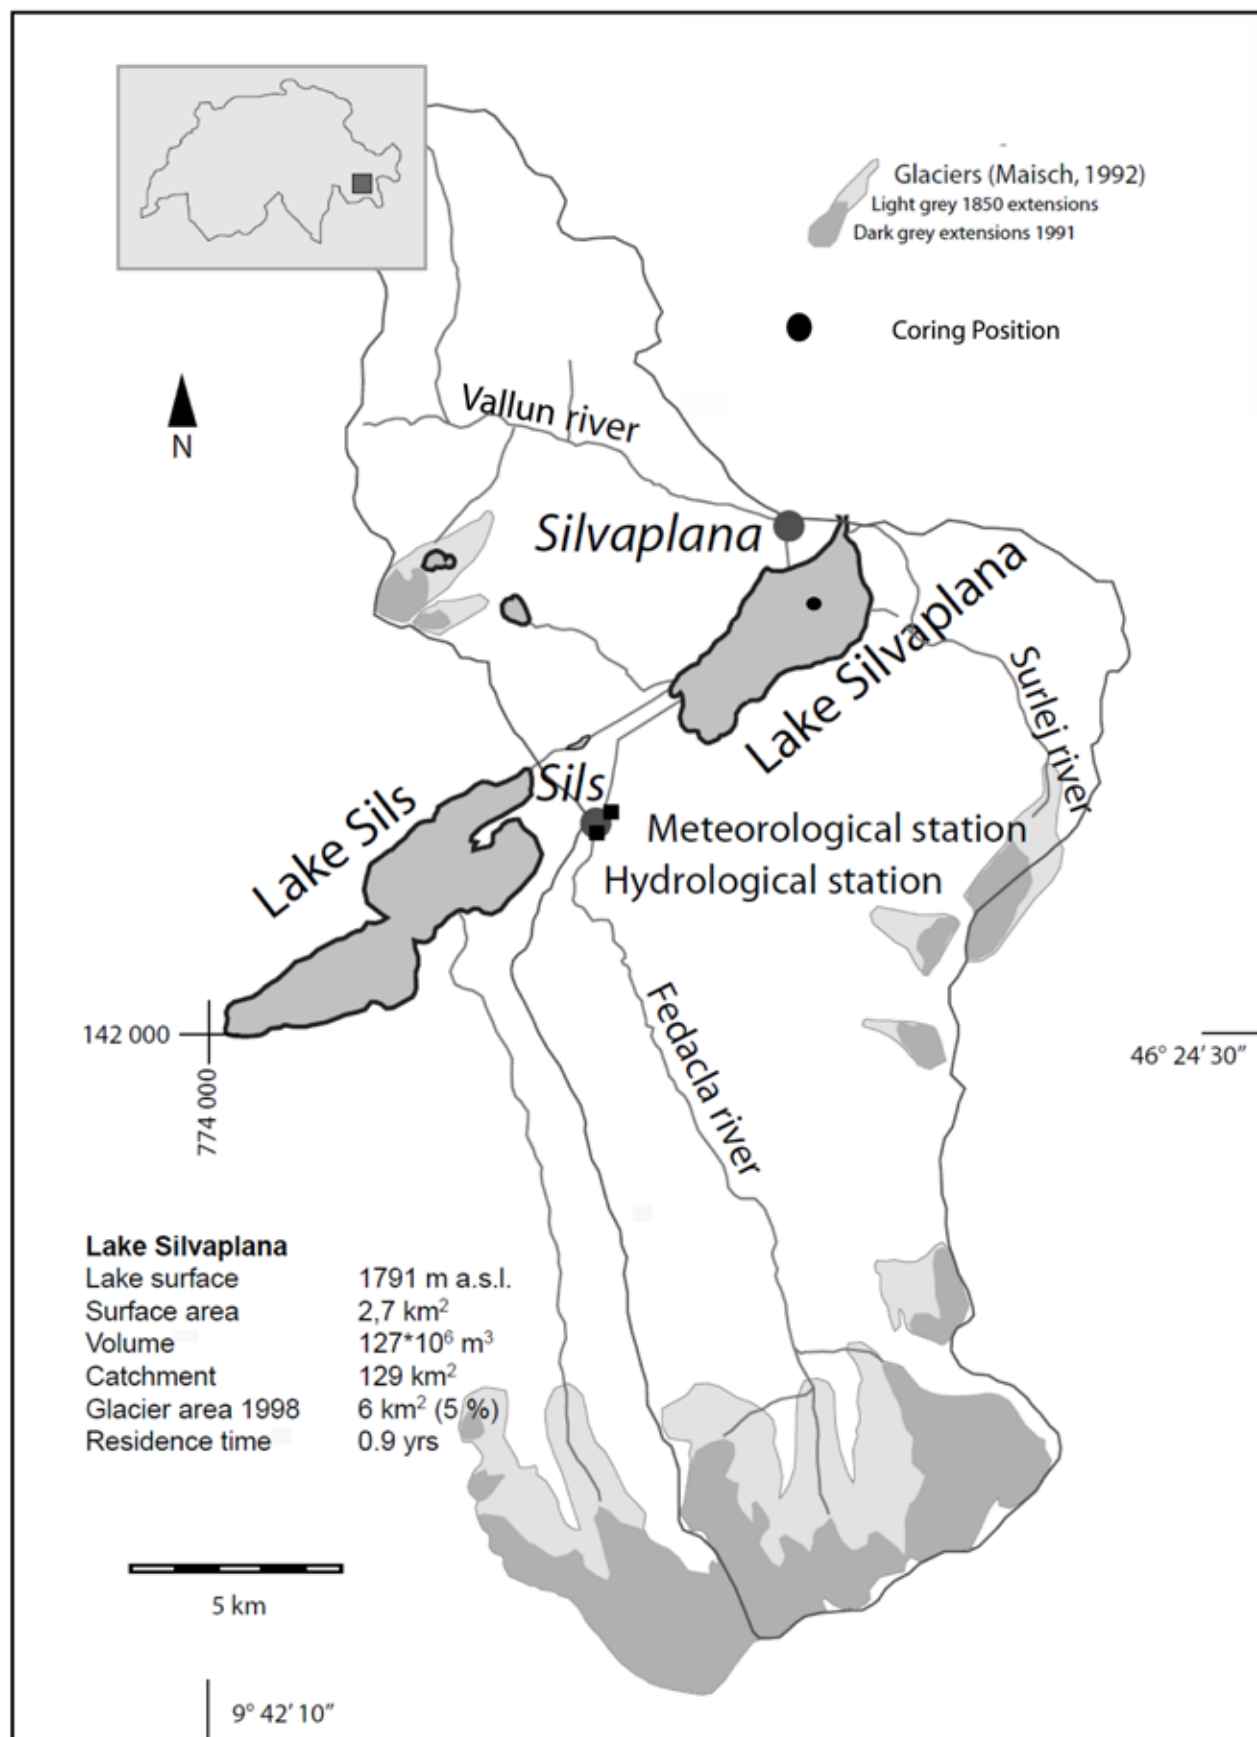 Glaciers (Maisch, 1992)
Light grey 1850 extensions
Dark grey extensions 1991
Coring Position
N
Vallun river
Silvaplana
Lake Silvaplana
Surlej river
Sils
Lake Sils
Meteorological station
Hydrological station
Fedacla river
142 000
774 000
46° 24′ 30″
Lake Silvaplana
Lake surface 1791 m a.s.l.
Surface area 2,7 km²
Volume 127*10⁶ m³
Catchment 129 km²
Glacier area 1998 6 km² (5 %)
Residence time 0.9 yrs
5 km
9° 42′ 10″